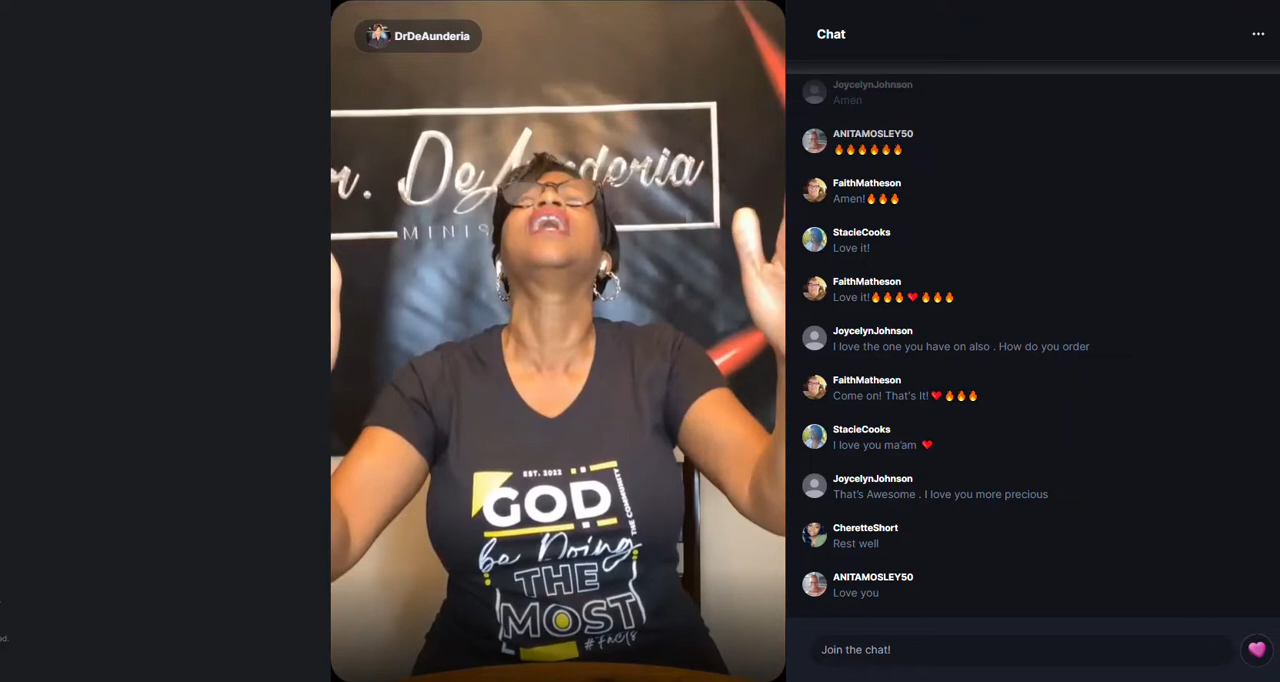 DrDeAunderia
r. DeAunderia
MINIS
EST. 2022
GOD
THE COMMUNITY
be Doing
THE
MOST
ad.
Chat
JoycelynJohnson
Amen
ANITAMOSLEY50
🔥🔥🔥🔥🔥🔥
FaithMatheson
Amen!🔥🔥🔥
StacieCooks
Love it!
FaithMatheson
Love it!🔥🔥🔥❤️🔥🔥🔥
JoycelynJohnson
I love the one you have on also . How do you order
FaithMatheson
Come on! That's It!❤️🔥🔥🔥
StacieCooks
I love you ma'am ❤️
JoycelynJohnson
That's Awesome . I love you more precious
CheretteShort
Rest well
ANITAMOSLEY50
Love you
Join the chat!